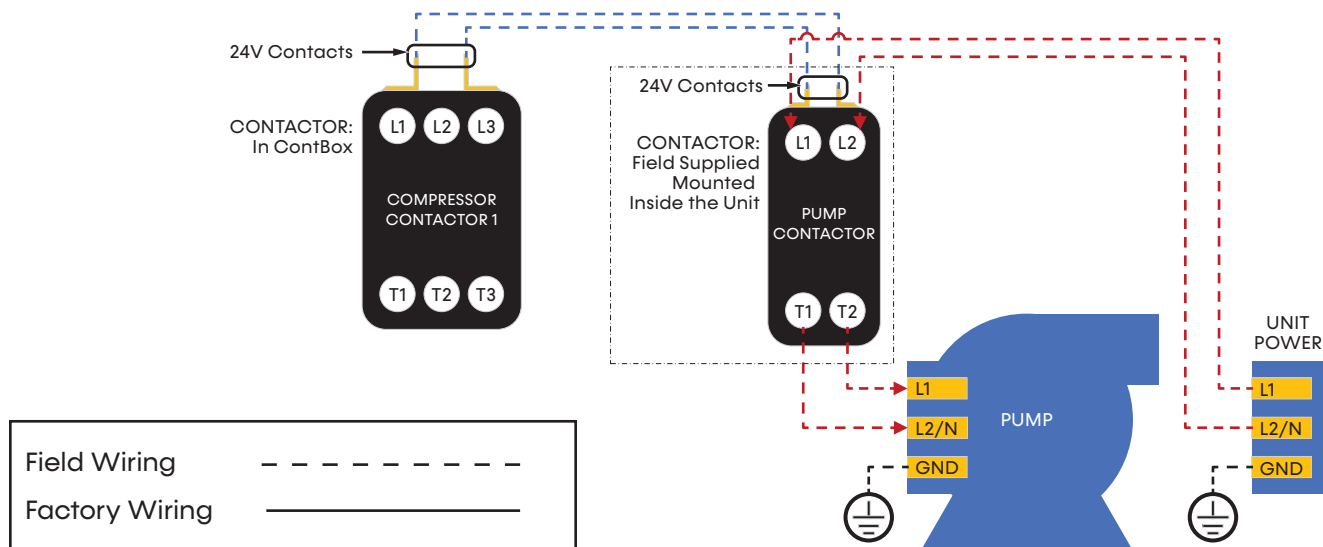 24V Contacts
CONTACTOR:
In ContBox
L1 L2 L3
COMPRESSOR
CONTACTOR 1
T1 T2 T3
24V Contacts
CONTACTOR:
Field Supplied
Mounted
Inside the Unit
L1 L2
PUMP
CONTACTOR
T1 T2
L1
L2/N
GND
PUMP
UNIT
POWER
L1
L2/N
GND
Field Wiring
Factory Wiring